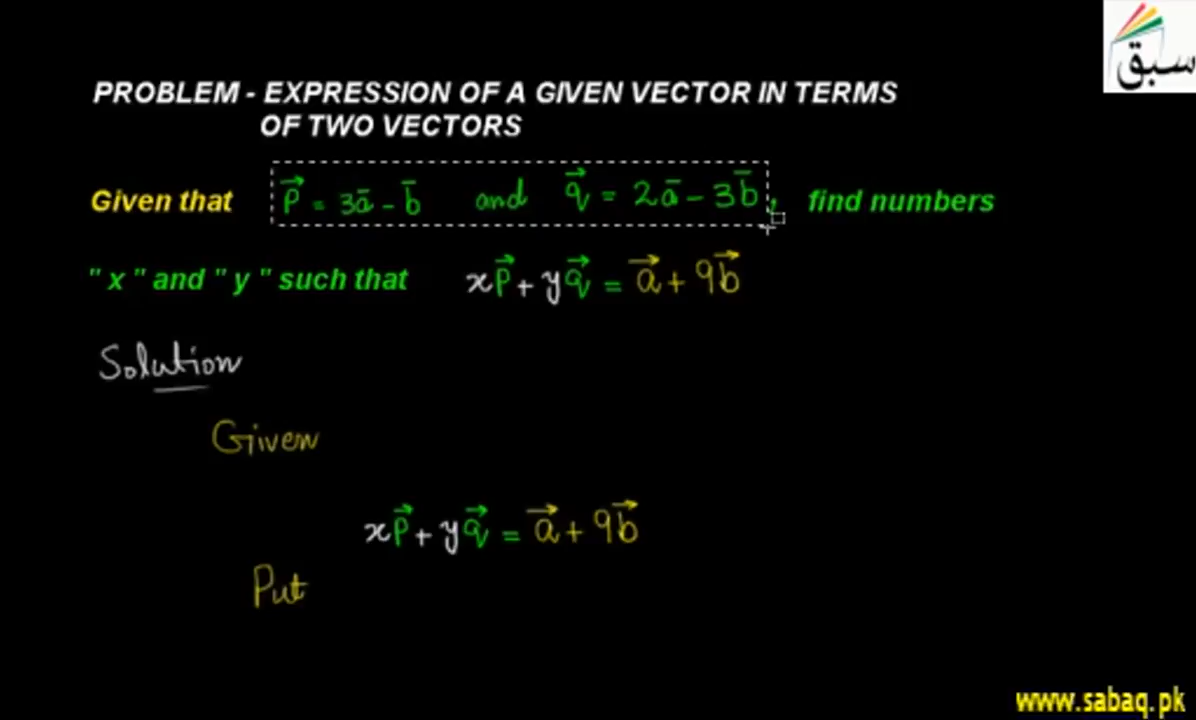 سبق
PROBLEM - EXPRESSION OF A GIVEN VECTOR IN TERMS
OF TWO VECTORS
Given that p⃗ = 3a̅ - b̅ and q⃗ = 2a̅ - 3b̅, find numbers
" x " and " y " such that xp⃗ + yq⃗ = a⃗ + 9b⃗
Solution
Given
xp⃗ + yq⃗ = a⃗ + 9b⃗
Put
www.sabaq.pk